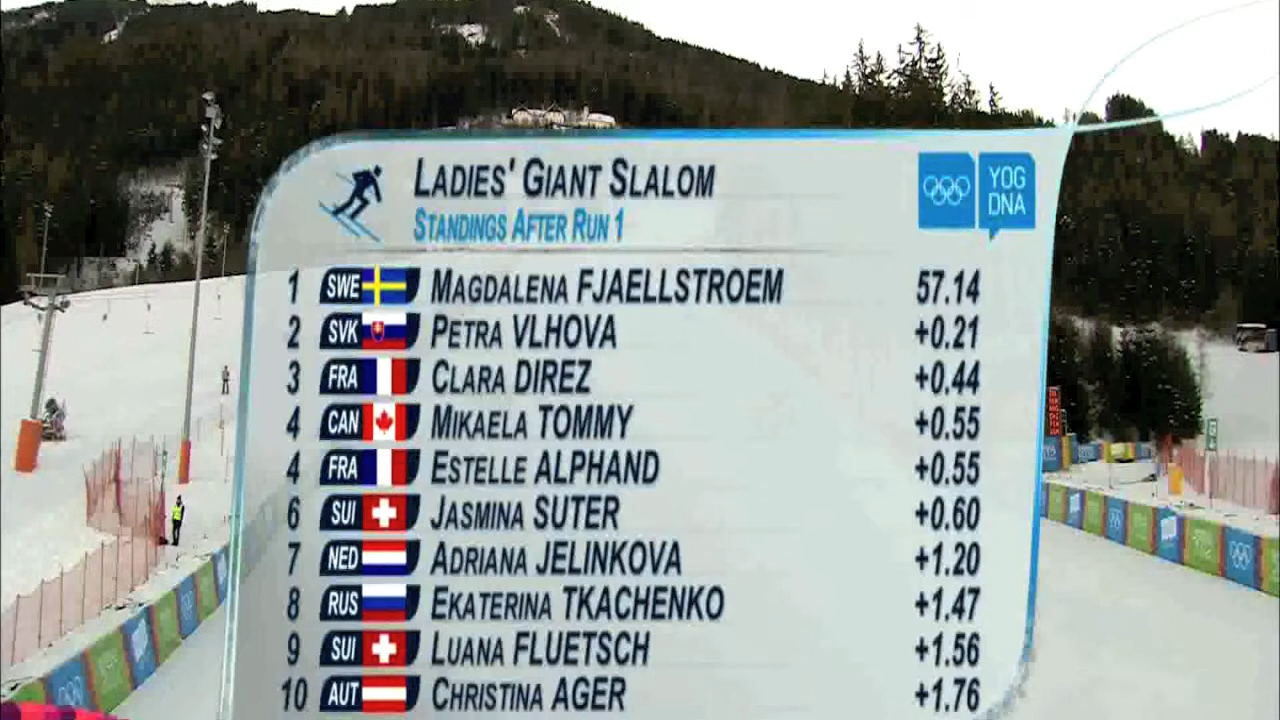 LADIES' GIANT SLALOM
STANDINGS AFTER RUN 1
YOG
DNA
1 SWE MAGDALENA FJAELLSTROEM 57.14
2 SVK PETRA VLHOVA +0.21
3 FRA CLARA DIREZ +0.44
4 CAN MIKAELA TOMMY +0.55
4 FRA ESTELLE ALPHAND +0.55
6 SUI JASMINA SUTER +0.60
7 NED ADRIANA JELINKOVA +1.20
8 RUS EKATERINA TKACHENKO +1.47
9 SUI LUANA FLUETSCH +1.56
10 AUT CHRISTINA AGER +1.76